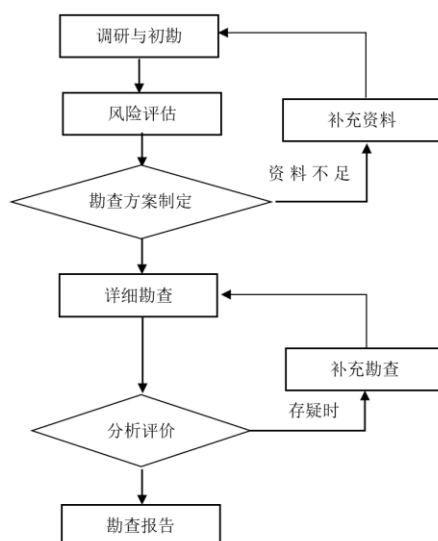 调研与初勘
风险评估
补充资料
资料不足
勘查方案制定
详细勘查
补充勘查
存疑时
分析评价
勘查报告